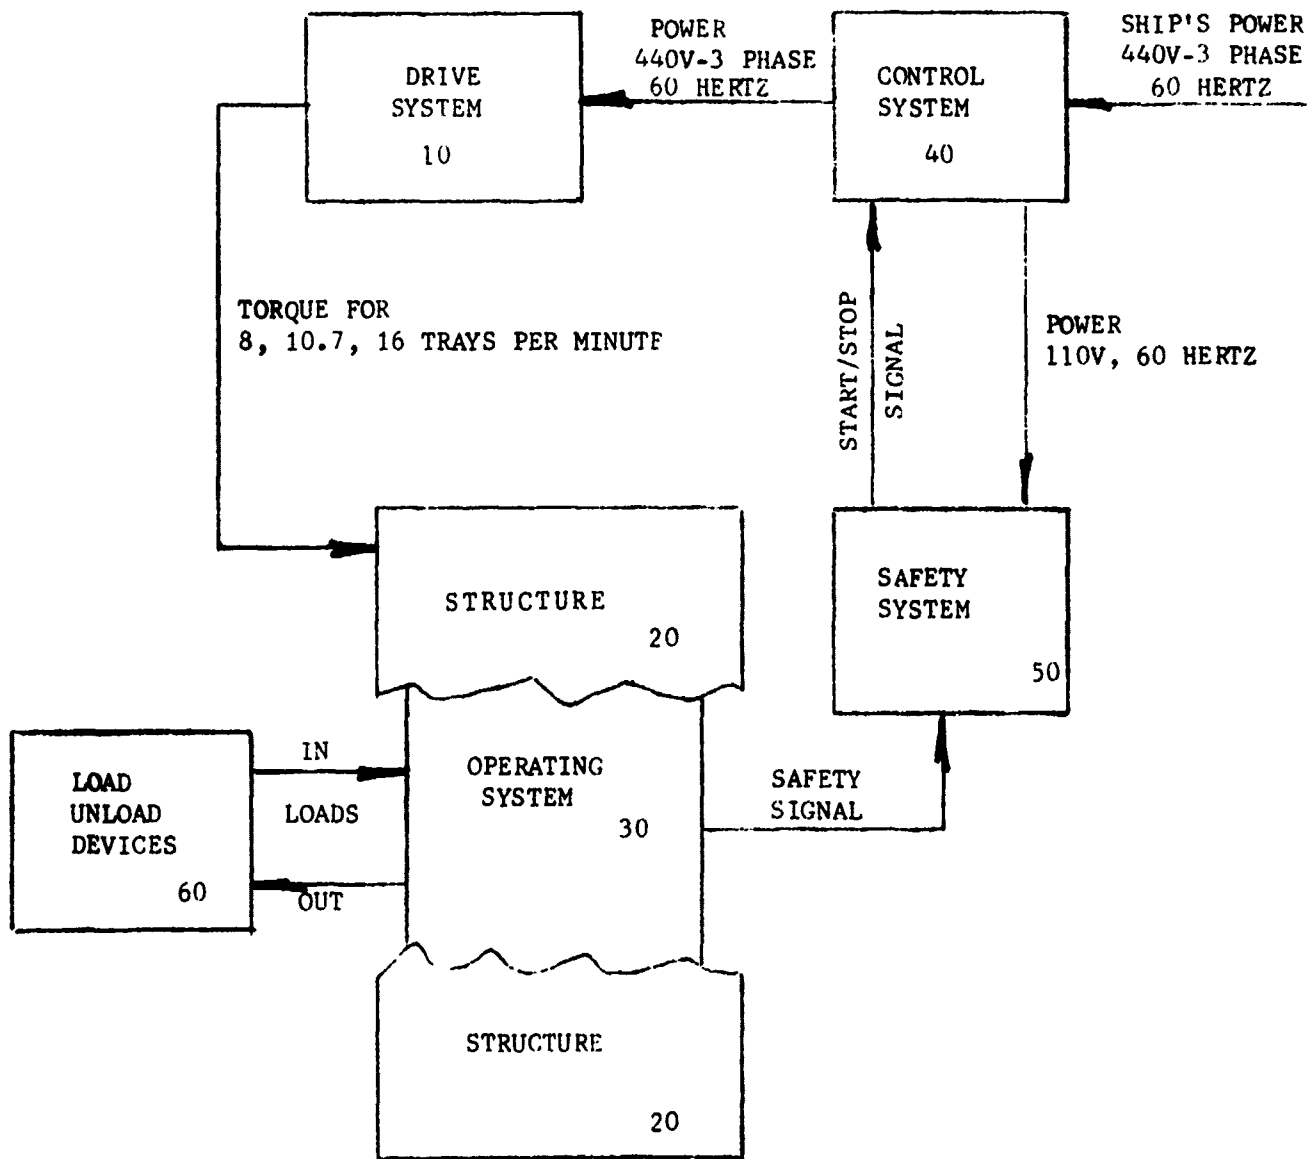 DRIVE
SYSTEM
10
POWER
440V-3 PHASE
60 HERTZ
CONTROL
SYSTEM
40
SHIP'S POWER
440V-3 PHASE
60 HERTZ
TORQUE FOR
8, 10.7, 16 TRAYS PER MINUTE
START/STOP
SIGNAL
POWER
110V, 60 HERTZ
STRUCTURE
20
SAFETY
SYSTEM
50
LOAD
UNLOAD
DEVICES
60
IN
LOADS
OUT
OPERATING
SYSTEM
30
SAFETY
SIGNAL
STRUCTURE
20